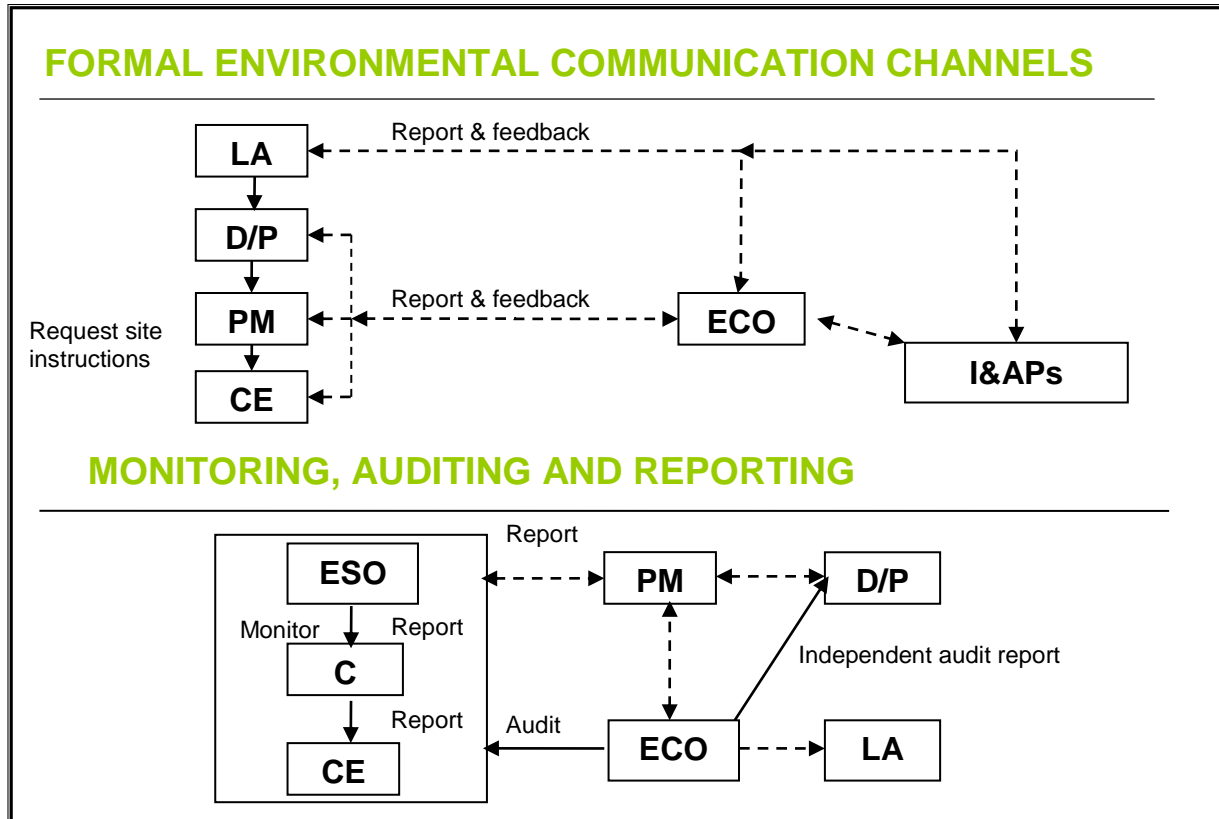 FORMAL ENVIRONMENTAL COMMUNICATION CHANNELS
Report & feedback
LA
D/P
Report & feedback
PM
ECO
Request site
instructions
I&APs
CE
MONITORING, AUDITING AND REPORTING
Report
ESO
PM
D/P
Monitor
Report
Independent audit report
C
Report
Audit
ECO
LA
CE